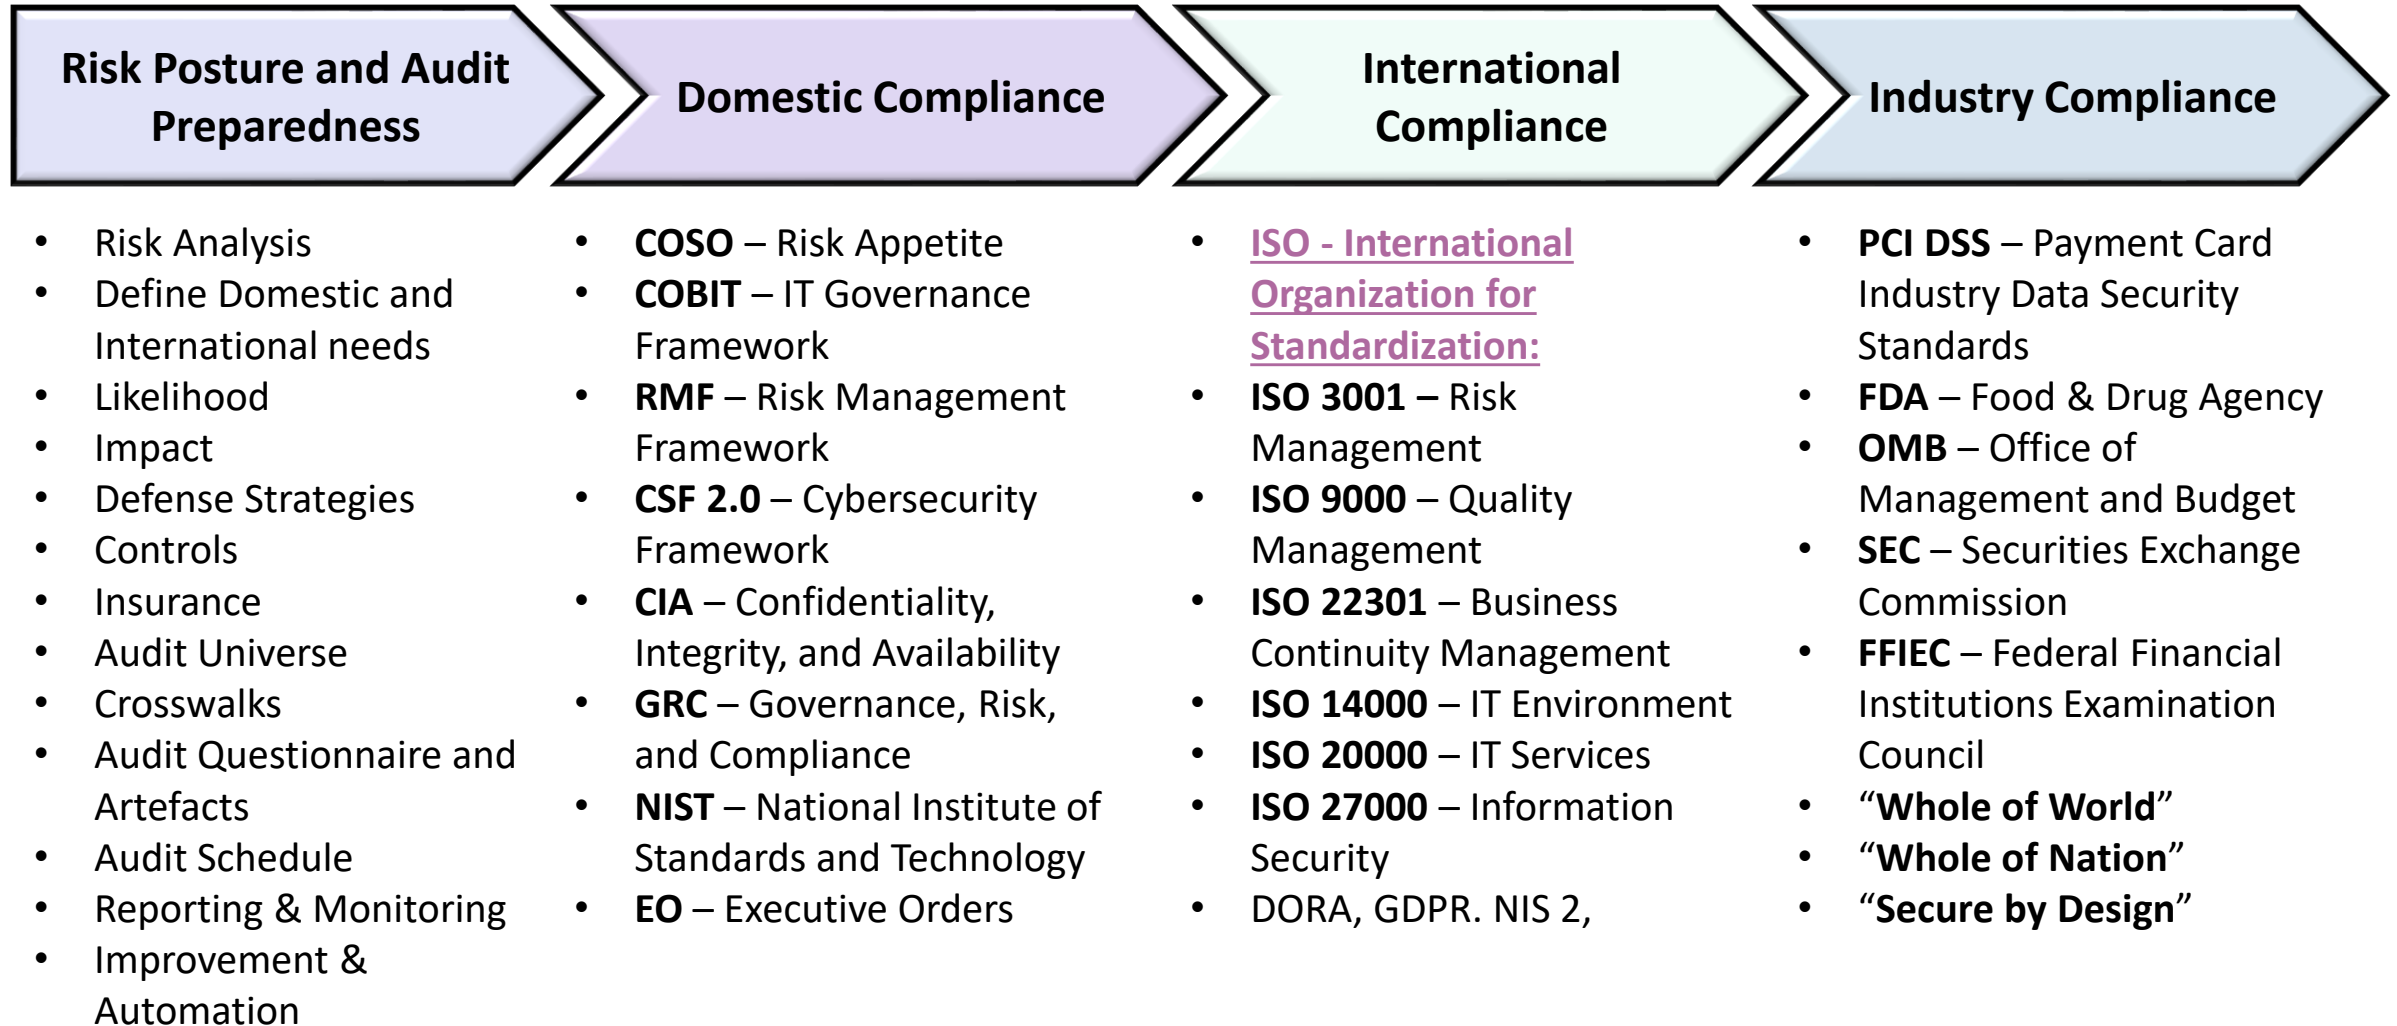 Risk Posture and Audit
Preparedness
Domestic Compliance
International
Compliance
Industry Compliance
• Risk Analysis
• Define Domestic and
International needs
• Likelihood
• Impact
• Defense Strategies
• Controls
• Insurance
• Audit Universe
• Crosswalks
• Audit Questionnaire and
Artefacts
• Audit Schedule
• Reporting & Monitoring
• Improvement &
Automation
• COSO – Risk Appetite
• COBIT – IT Governance
Framework
• RMF – Risk Management
Framework
• CSF 2.0 – Cybersecurity
Framework
• CIA – Confidentiality,
Integrity, and Availability
• GRC – Governance, Risk,
and Compliance
• NIST – National Institute of
Standards and Technology
• EO – Executive Orders
• ISO - International
Organization for
Standardization:
• ISO 3001 – Risk
Management
• ISO 9000 – Quality
Management
• ISO 22301 – Business
Continuity Management
• ISO 14000 – IT Environment
• ISO 20000 – IT Services
• ISO 27000 – Information
Security
• DORA, GDPR. NIS 2,
• PCI DSS – Payment Card
Industry Data Security
Standards
• FDA – Food & Drug Agency
• OMB – Office of
Management and Budget
• SEC – Securities Exchange
Commission
• FFIEC – Federal Financial
Institutions Examination
Council
• “Whole of World”
• “Whole of Nation”
• “Secure by Design”